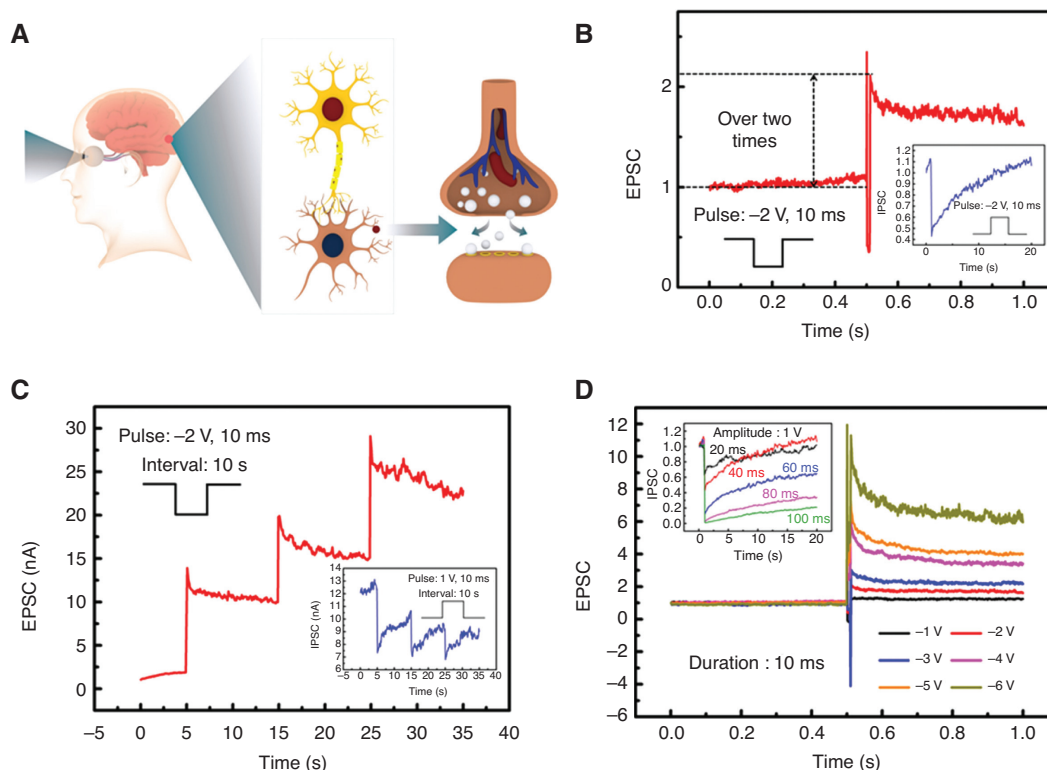 A
B
EPSC
2
1
0
Over two
times
Pulse: –2 V, 10 ms
0.0 0.2 0.4 0.6 0.8 1.0
Time (s)
IPSC
1.2
1.1
1.0
0.9
0.8
0.7
0.6
0.5
0.4
Pulse: –2 V, 10 ms
0 10 20
Time (s)
C
EPSC (nA)
30
25
20
15
10
5
0
Pulse: –2 V, 10 ms
Interval: 10 s
–5 0 5 10 15 20 25 30 35 40
Time (s)
IPSC (nA)
14
13
12
11
10
9
8
7
6
Pulse: 1 V, 10 ms
Interval: 10 s
–5 0 5 10 15 20 25 30 35 40
Time (s)
D
EPSC
12
10
8
6
4
2
0
–2
–4
–6
IPSC
1.2
1.0
0.8
0.6
0.4
0.2
0.0
Amplitude : 1 V
20 ms
40 ms
60 ms
80 ms
100 ms
0 5 10 15 20
Time (s)
Duration : 10 ms
–1 V –2 V
–3 V –4 V
–5 V –6 V
0.0 0.2 0.4 0.6 0.8 1.0
Time (s)